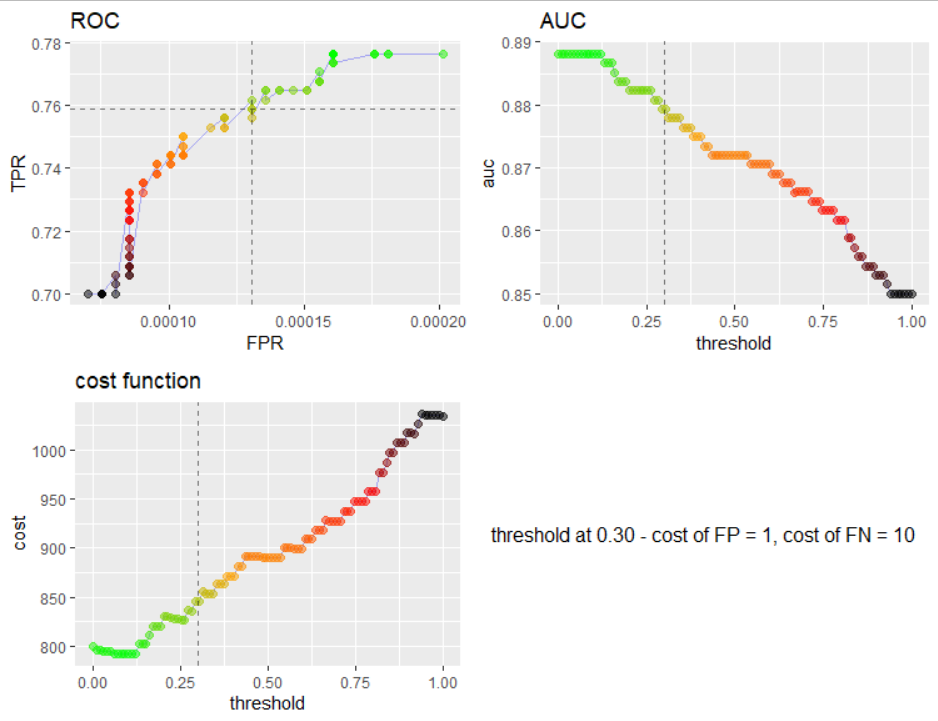 ROC
0.78
0.76
0.74
0.72
0.70
TPR
0.00010
0.00015
0.00020
FPR
AUC
0.89
0.88
0.87
0.86
0.85
auc
0.00
0.25
0.50
0.75
1.00
threshold
cost function
1000
950
900
850
800
cost
0.00
0.25
0.50
0.75
1.00
threshold
threshold at 0.30 - cost of FP = 1, cost of FN = 10